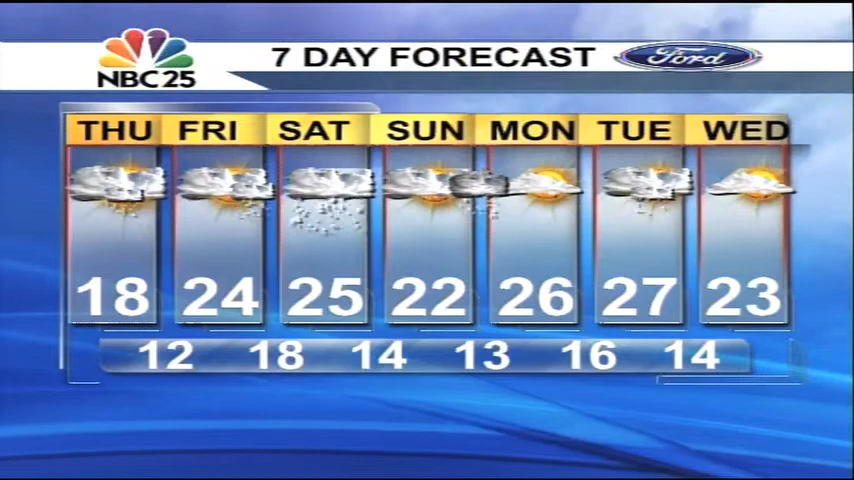 NBC25
7 DAY FORECAST
Ford
THU FRI SAT SUN MON TUE WED
18 24 25 22 26 27 23
12 18 14 13 16 14